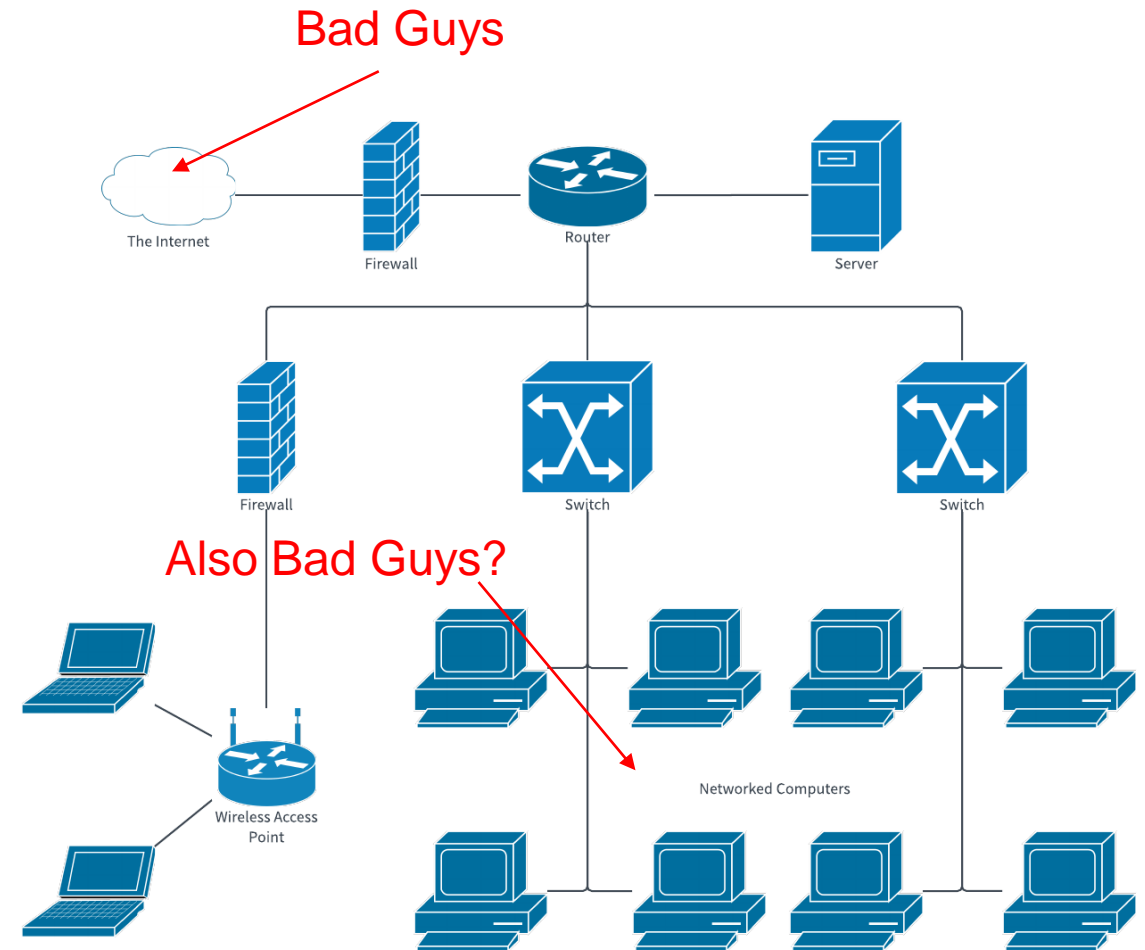 Bad Guys
The Internet
Firewall
Router
Server
Firewall
Switch
Switch
Also Bad Guys?
Networked Computers
Wireless Access
Point